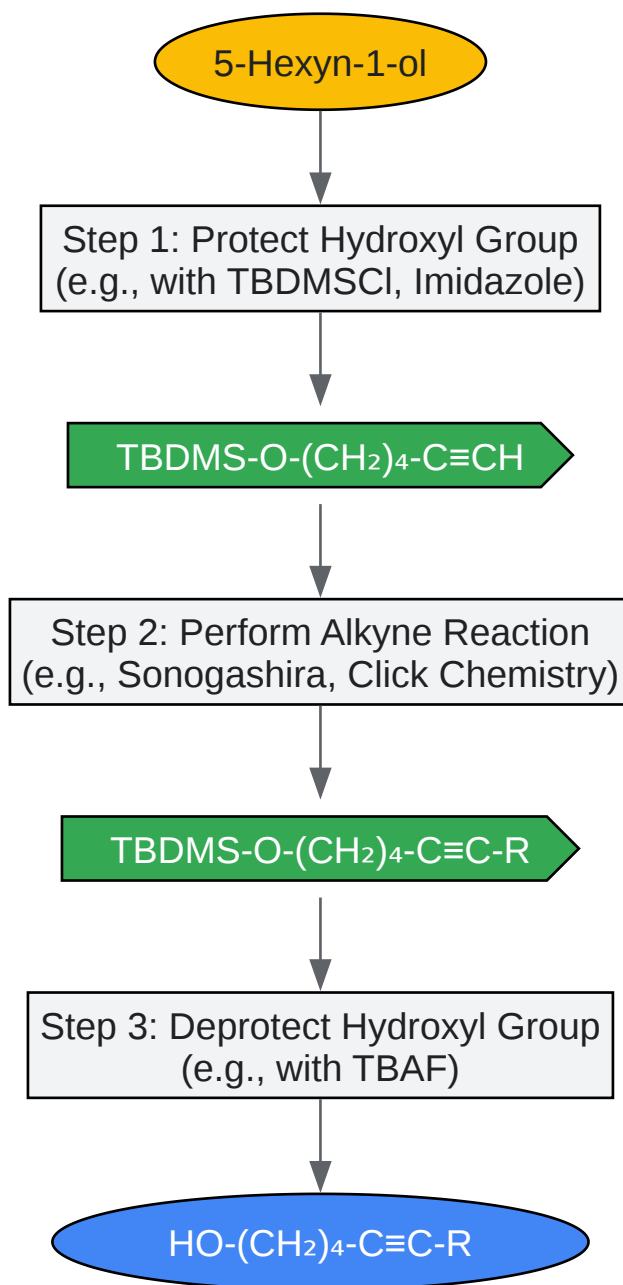 5-Hexyn-1-ol
Step 1: Protect Hydroxyl Group
(e.g., with TBDMSCl, Imidazole)
TBDMS-O-(CH₂)₄-C≡CH
Step 2: Perform Alkyne Reaction
(e.g., Sonogashira, Click Chemistry)
TBDMS-O-(CH₂)₄-C≡C-R
Step 3: Deprotect Hydroxyl Group
(e.g., with TBAF)
HO-(CH₂)₄-C≡C-R